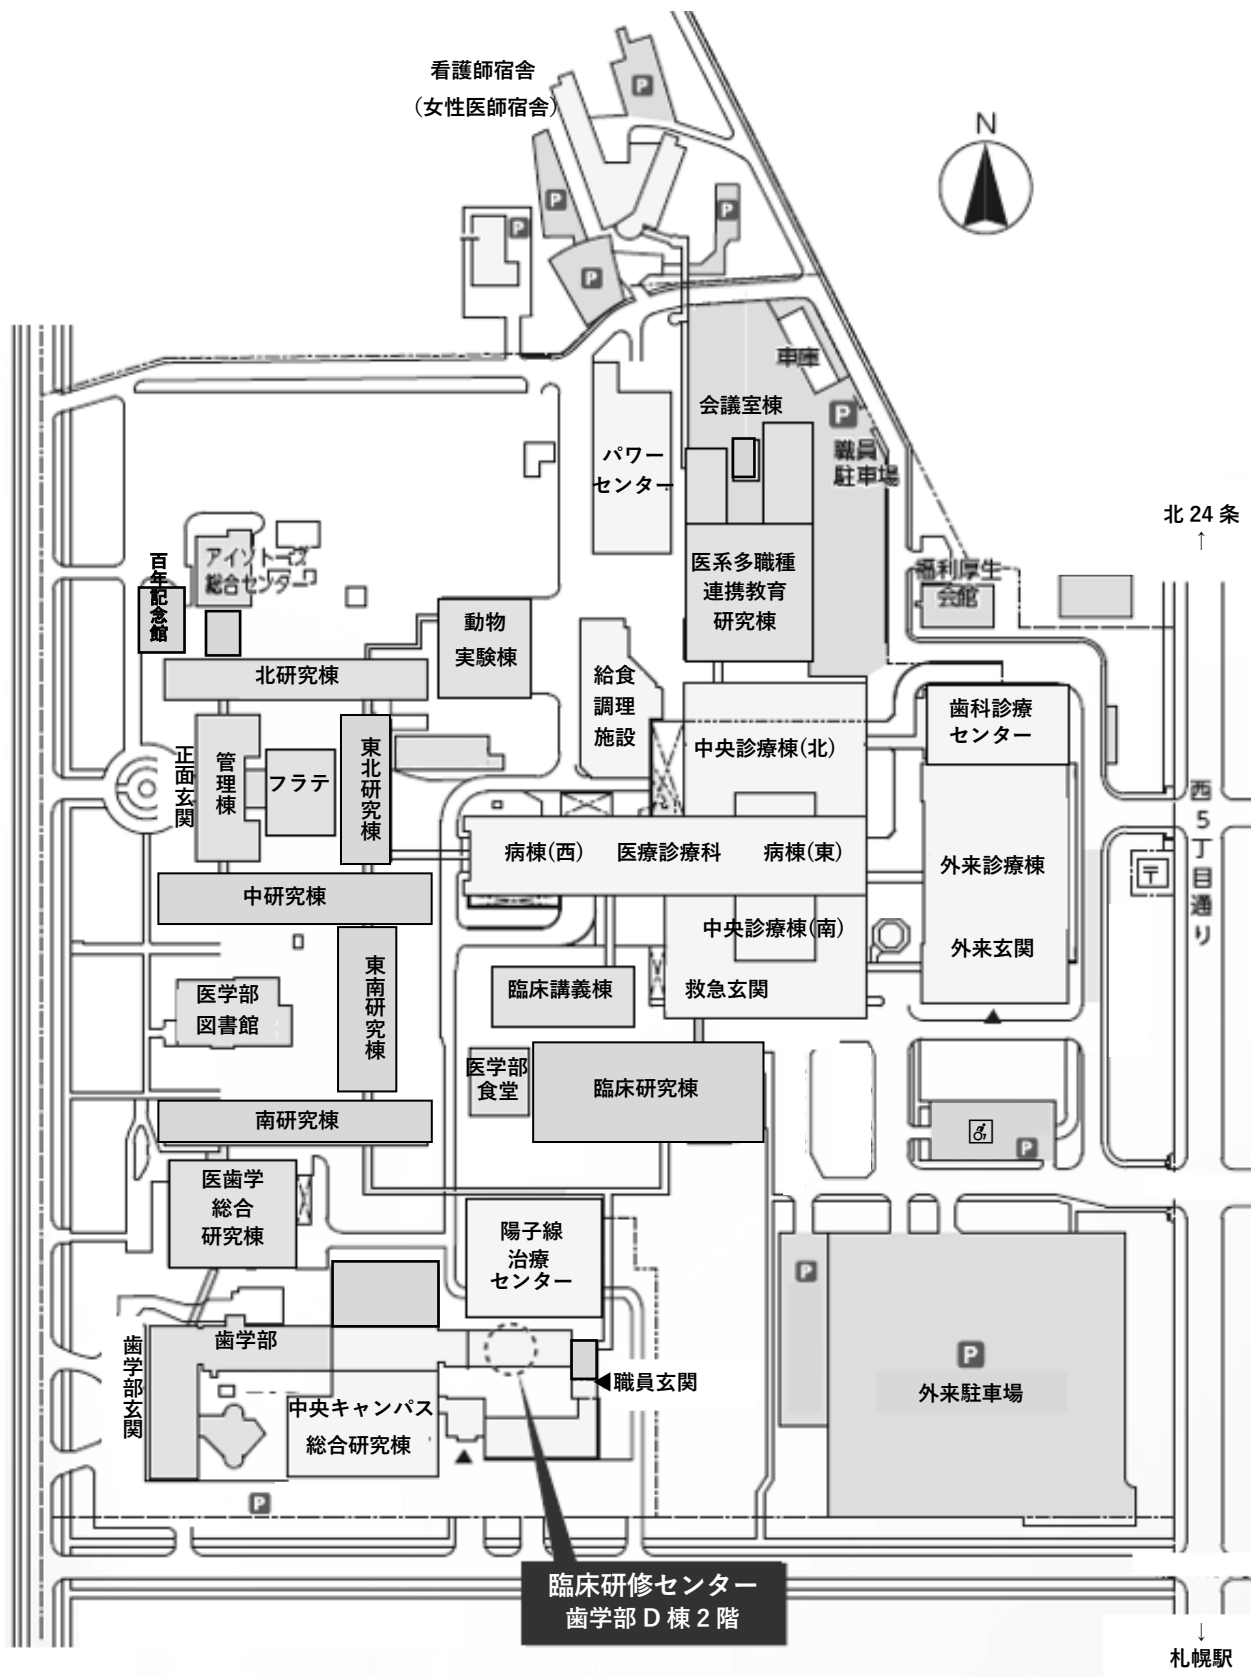 看護師宿舎
（女性医師宿舎）
P
N
P
P
P
P
車庫
会議室棟
P
職員
駐車場
パワー
センター
北 24 条
↑
アイソトープ
総合センター
百年記念館
医系多職種
連携教育
研究棟
福利厚生
会館
動物
実験棟
北研究棟
給食
調理
施設
歯科診療
センター
中央診療棟(北)
正面玄関
管理棟
フラテ
東北研究棟
西5丁目通り
病棟(西)
医療診療科
病棟(東)
外来診療棟
〒
中研究棟
中央診療棟(南)
外来玄関
東南研究棟
医学部
図書館
臨床講義棟
救急玄関
▲
医学部
食堂
臨床研究棟
南研究棟
P
医歯学
総合
研究棟
陽子線
治療
センター
P
歯学部
歯学部玄関
P
◀職員玄関
外来駐車場
中央キャンパス
総合研究棟
▲
P
臨床研修センター
歯学部 D 棟 2 階
↓
札幌駅